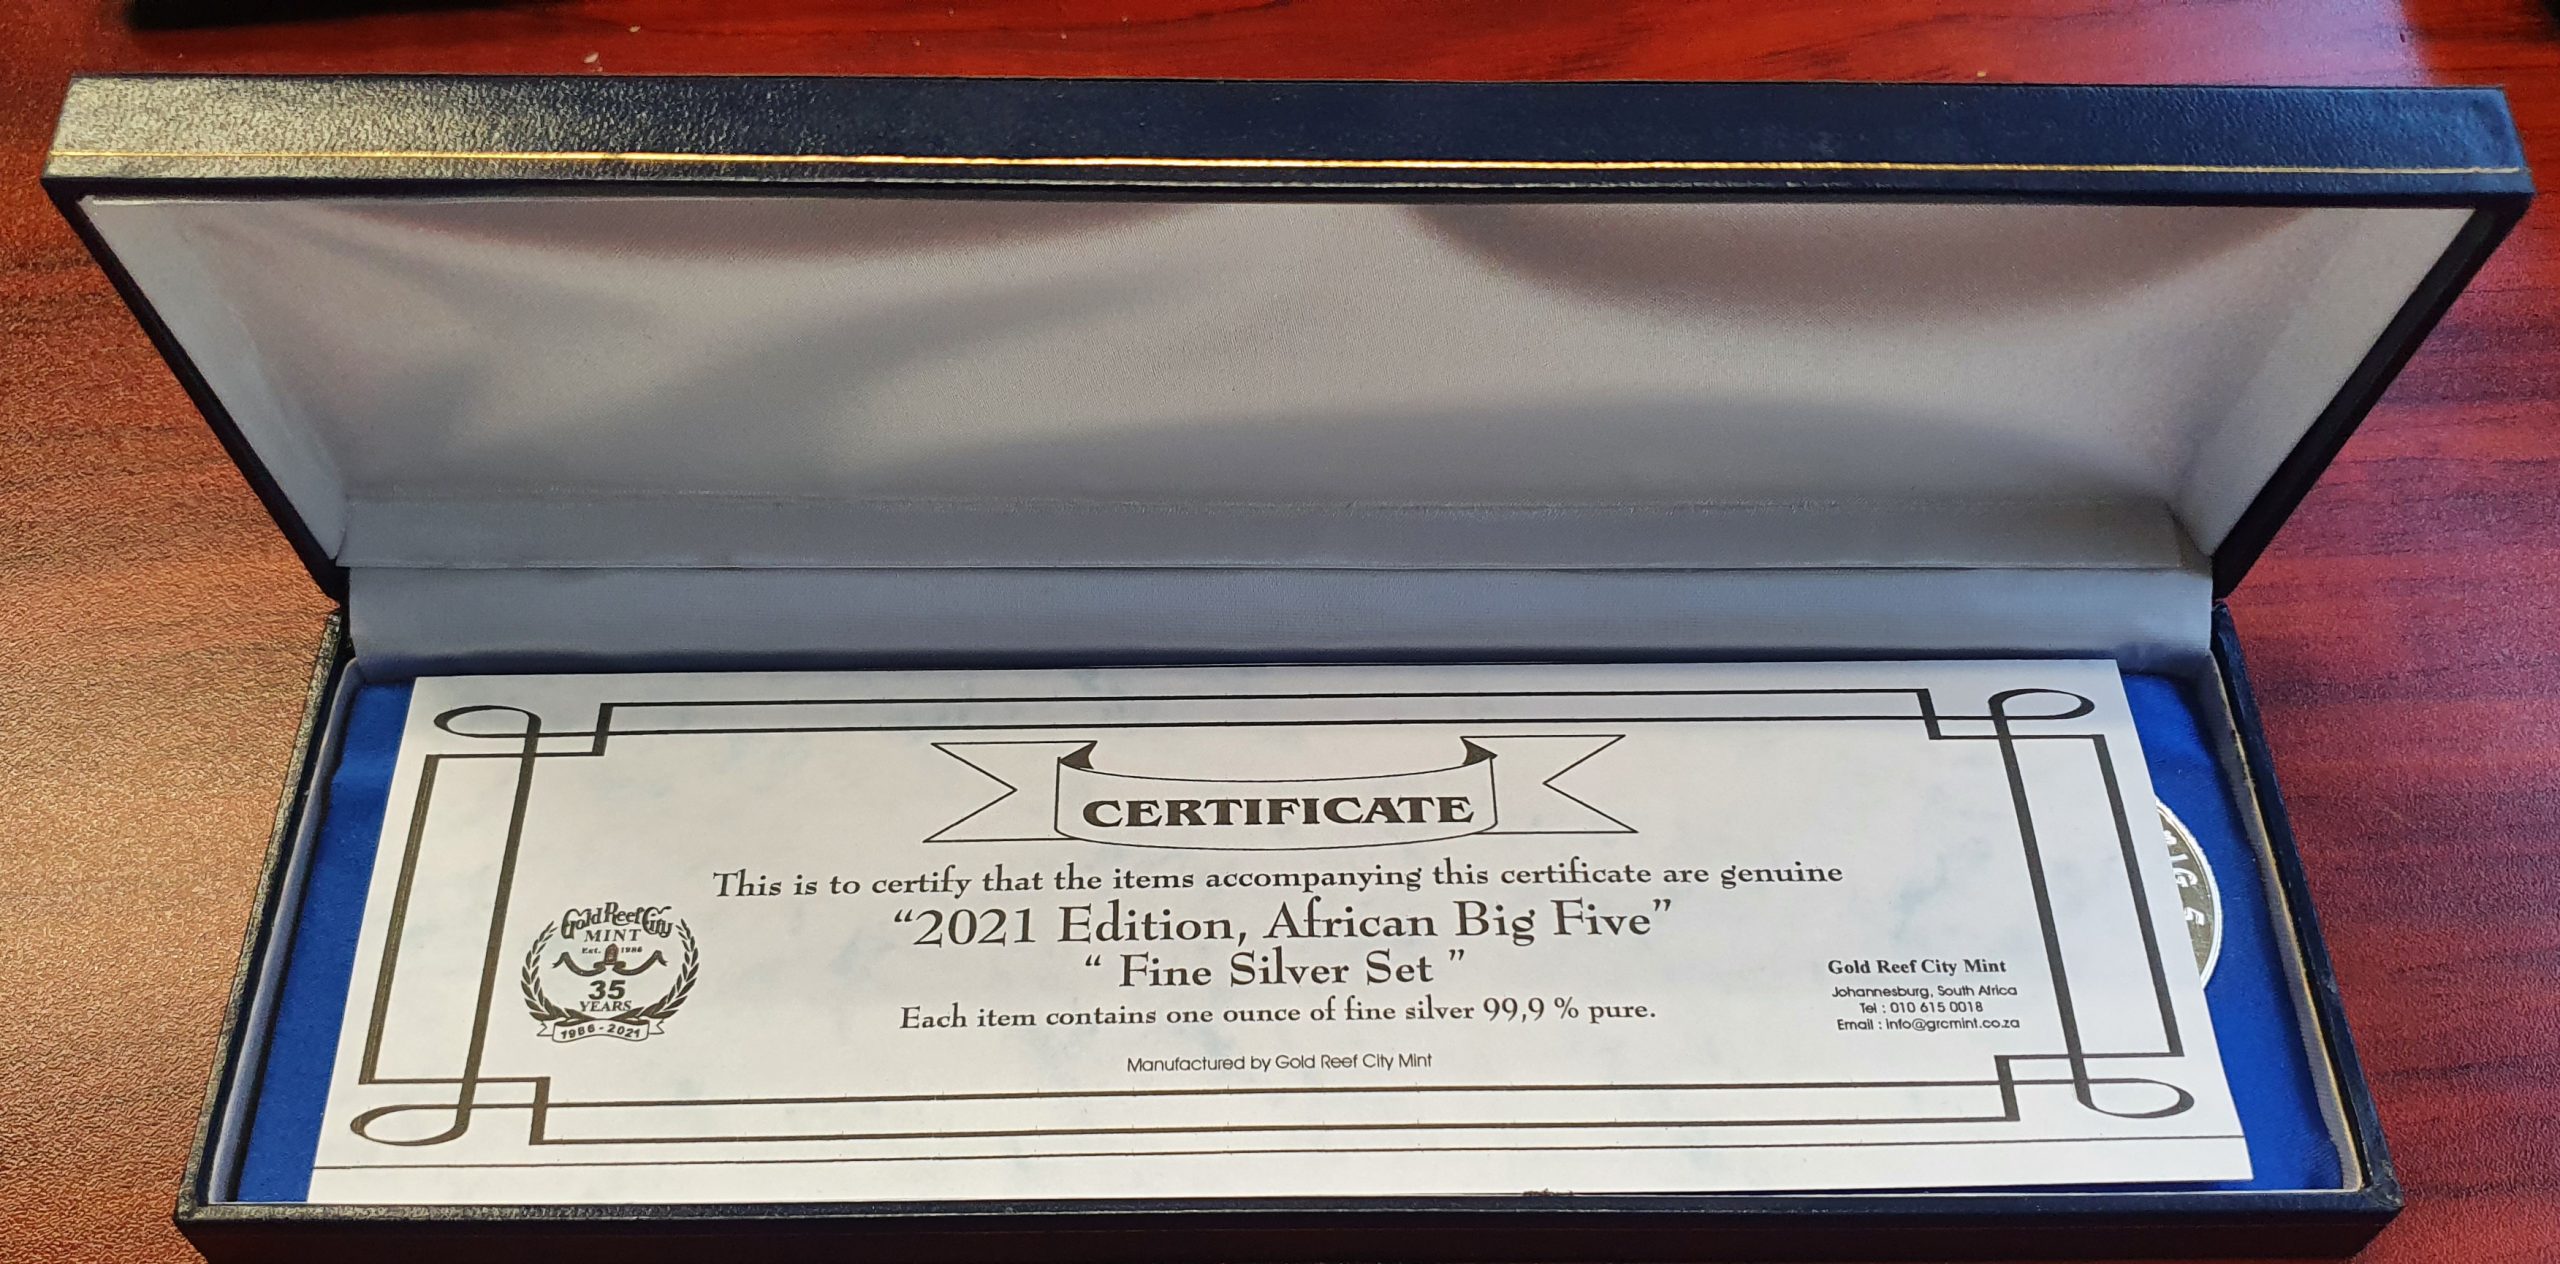 CERTIFICATE
This is to certify that the items accompanying this certificate are genuine
“2021 Edition, African Big Five”
“ Fine Silver Set ”
Each item contains one ounce of fine silver 99,9 % pure.
Manufactured by Gold Reef City Mint
Gold Reef City
MINT
Est. 1986
35
YEARS
1986 - 2021
Gold Reef City Mint
Johannesburg, South Africa
Tel : 010 615 0018
Email : info@grcmint.co.za
BIG 5